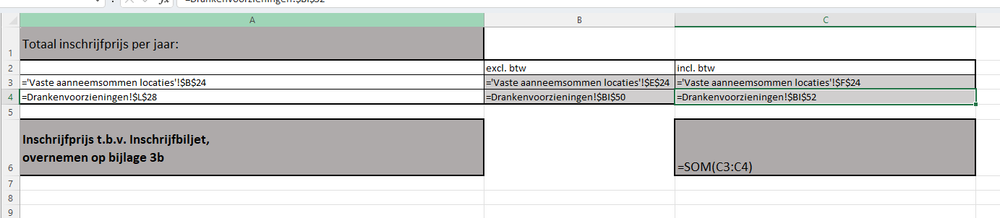 fx =Drankenvoorzieningen!$BI$52
A B C
1 Totaal inschrijfprijs per jaar:
2 excl. btw incl. btw
3 ='Vaste aanneemsommen locaties'!$B$24 ='Vaste aanneemsommen locaties'!$E$24 ='Vaste aanneemsommen locaties'!$F$24
4 =Drankenvoorzieningen!$L$28 =Drankenvoorzieningen!$BI$50 =Drankenvoorzieningen!$BI$52
5
Inschrijfprijs t.b.v. Inschrijfbiljet,
overnemen op bijlage 3b
6 =SOM(C3:C4)
7
8
9